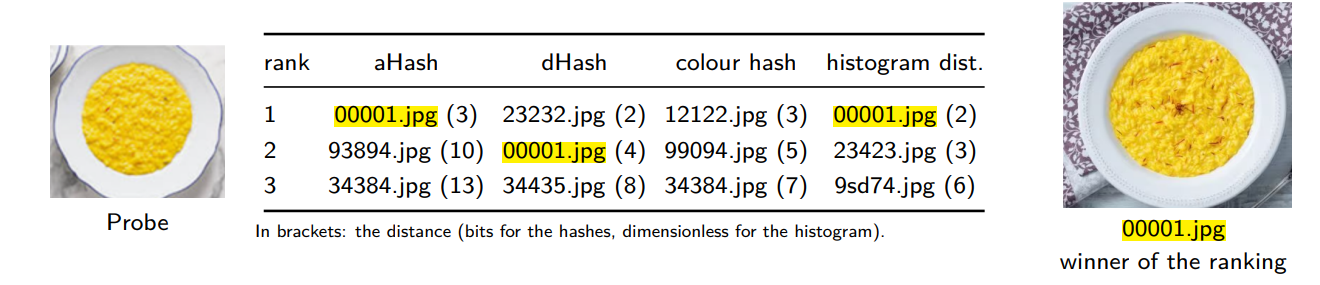 rank aHash dHash colour hash histogram dist.
1 00001.jpg (3) 23232.jpg (2) 12122.jpg (3) 00001.jpg (2)
2 93894.jpg (10) 00001.jpg (4) 99094.jpg (5) 23423.jpg (3)
3 34384.jpg (13) 34435.jpg (8) 34384.jpg (7) 9sd74.jpg (6)
Probe
In brackets: the distance (bits for the hashes, dimensionless for the histogram).
00001.jpg
winner of the ranking